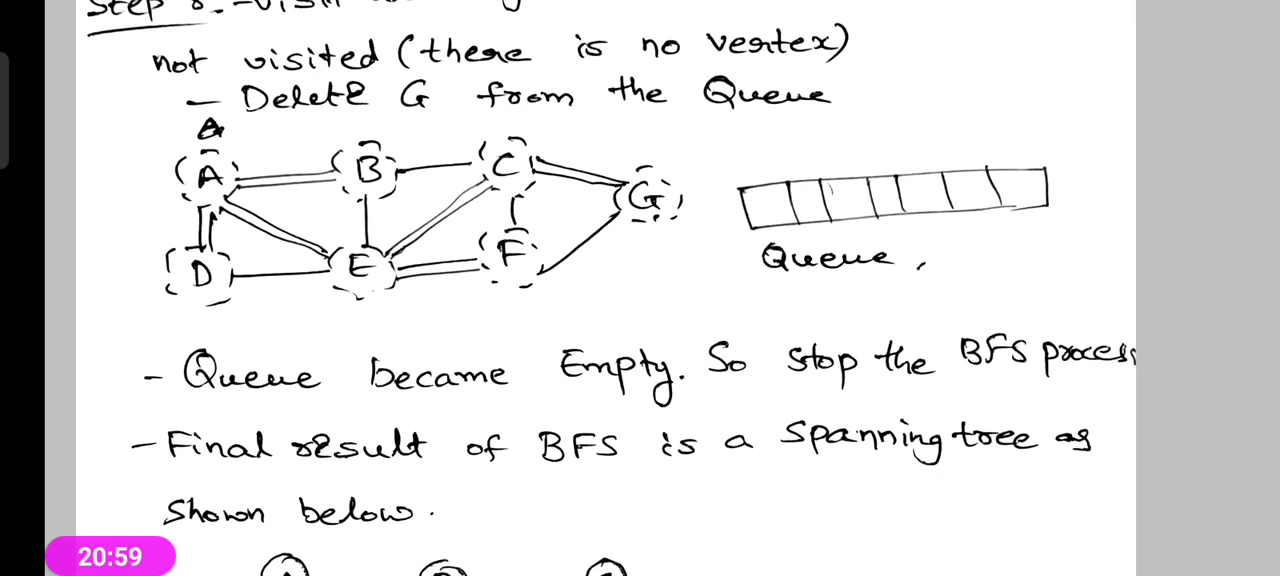 not visited (there is no vertex)
- Delete G from the Queue
A B C G
D E F
Queue,
- Queue became Empty. So stop the BFS process
- Final result of BFS is a spanning tree as
shown below.
20:59